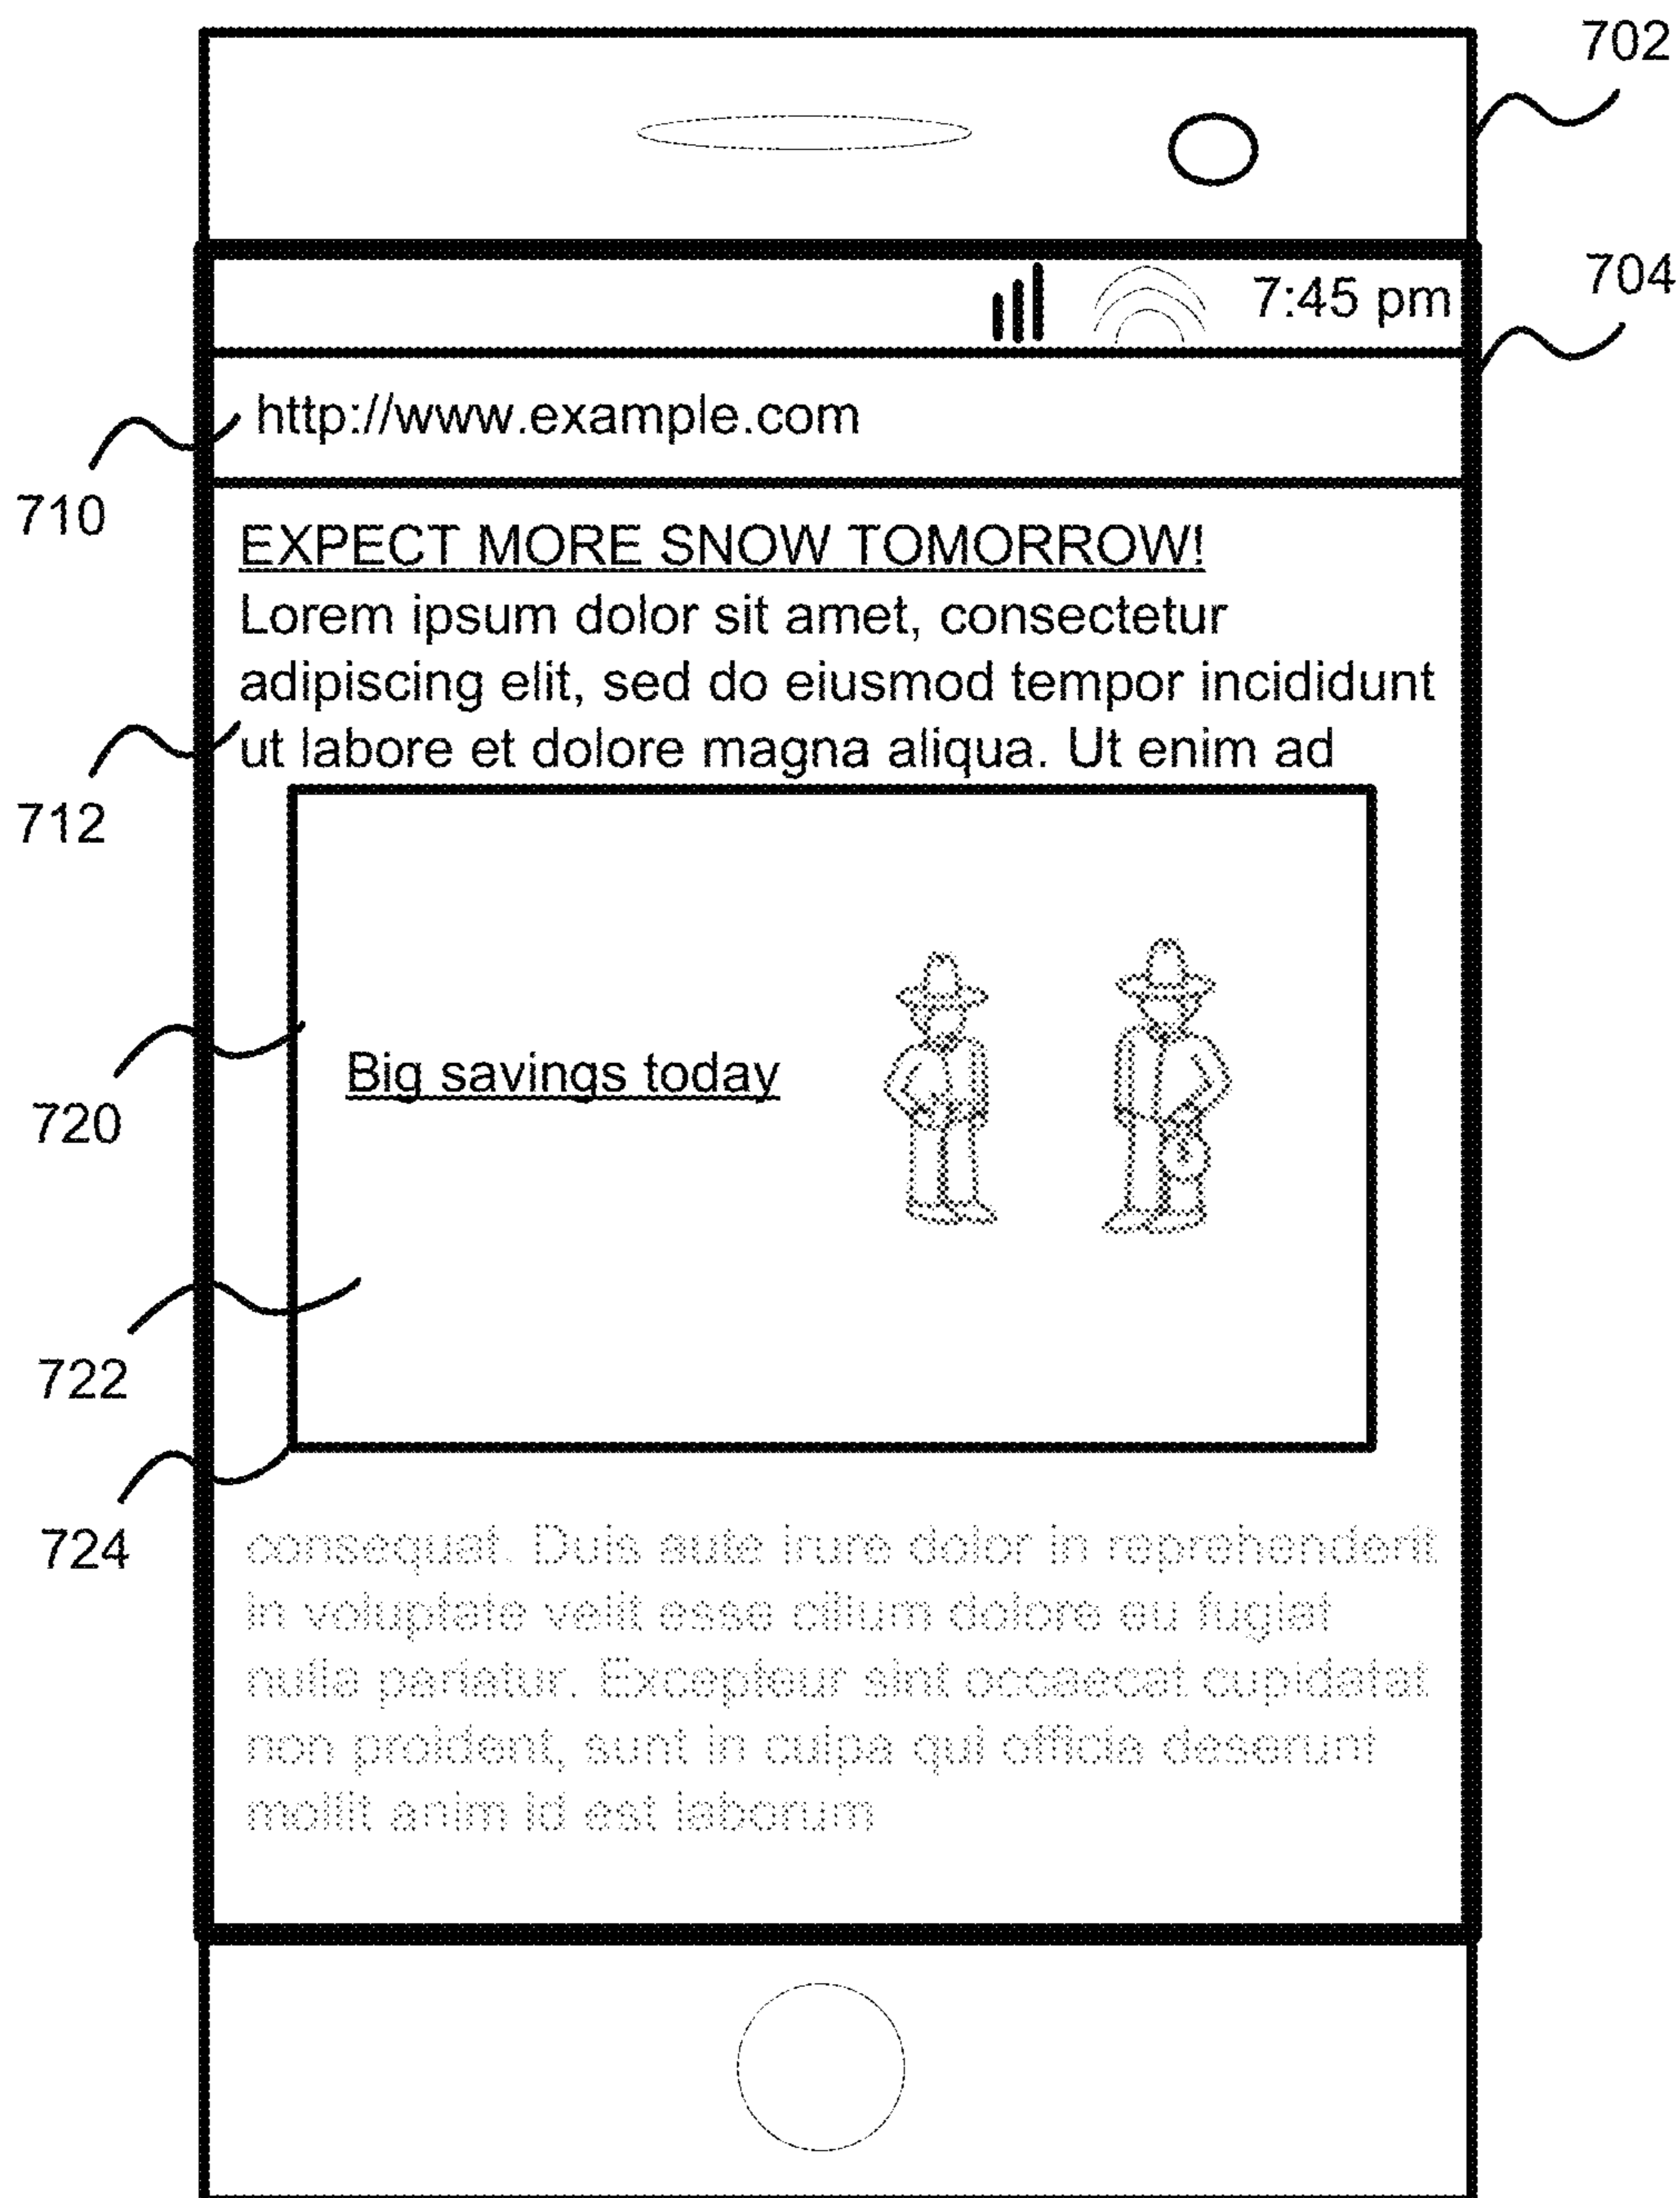 702
7:45 pm
704
http://www.example.com
710
EXPECT MORE SNOW TOMORROW!
Lorem ipsum dolor sit amet, consectetur
adipiscing elit, sed do eiusmod tempor incididunt
ut labore et dolore magna aliqua. Ut enim ad
712
Big savings today
720
722
724
consequat. Duis aute irure dolor in reprehenderit
in voluptate velit esse cillum dolore eu fugiat
nulla pariatur. Excepteur sint occaecat cupidatat
non proident, sunt in culpa qui officia deserunt
mollit anim id est laborum